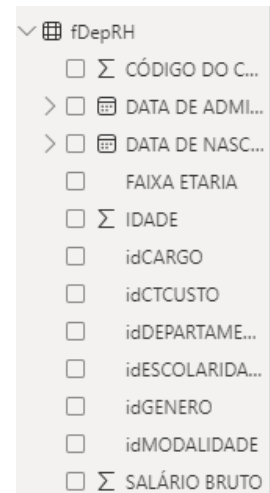 fDepRH
∑ CÓDIGO DO C...
DATA DE ADMI...
DATA DE NASC...
FAIXA ETARIA
∑ IDADE
idCARGO
idCTCUSTO
idDEPARTAME...
idESCOLARIDA...
idGENERO
idMODALIDADE
∑ SALÁRIO BRUTO